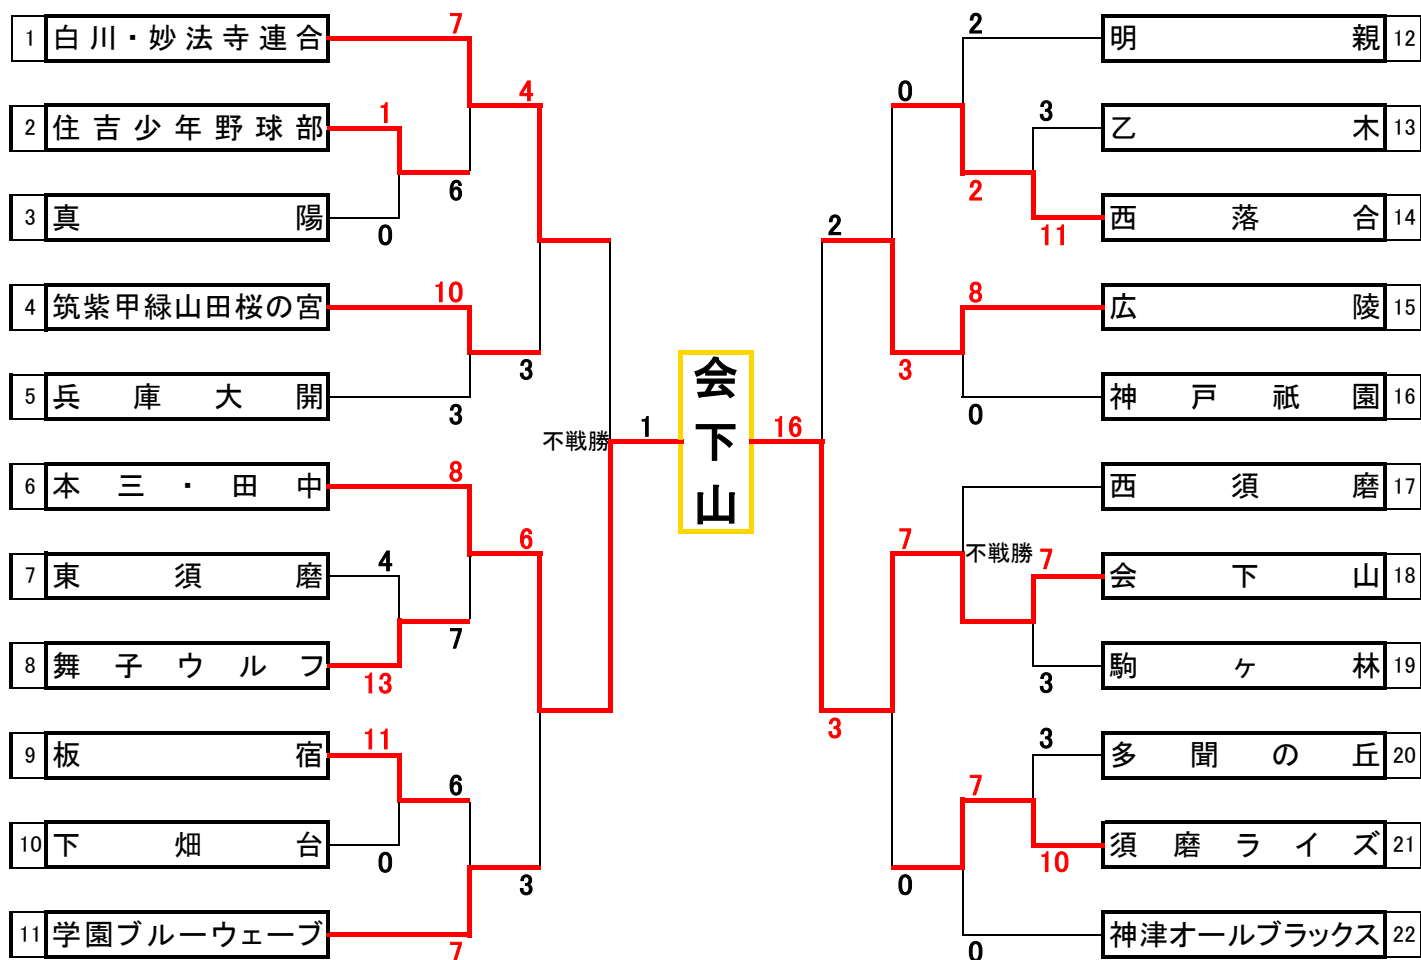 1 白川・妙法寺連合
7
2 住吉少年野球部
1
4
6
3 真陽
0
4 筑紫甲緑山田桜の宮
10
3
5 兵庫大開
3
不戦勝
1
6 本三・田中
8
6
7 東須磨
4
7
8 舞子ウルフ
13
9 板宿
11
6
10 下畑台
0
3
11 学園ブルーウェーブ
7
会下山
16
2
明親 12
0
3
乙木 13
2
西落合 14
11
2
8
広陵 15
3
神戸祇園 16
0
西須磨 17
7
不戦勝
7
会下山 18
駒ヶ林 19
3
3
3
多聞の丘 20
7
須磨ライズ 21
10
0
神津オールブラックス 22
0